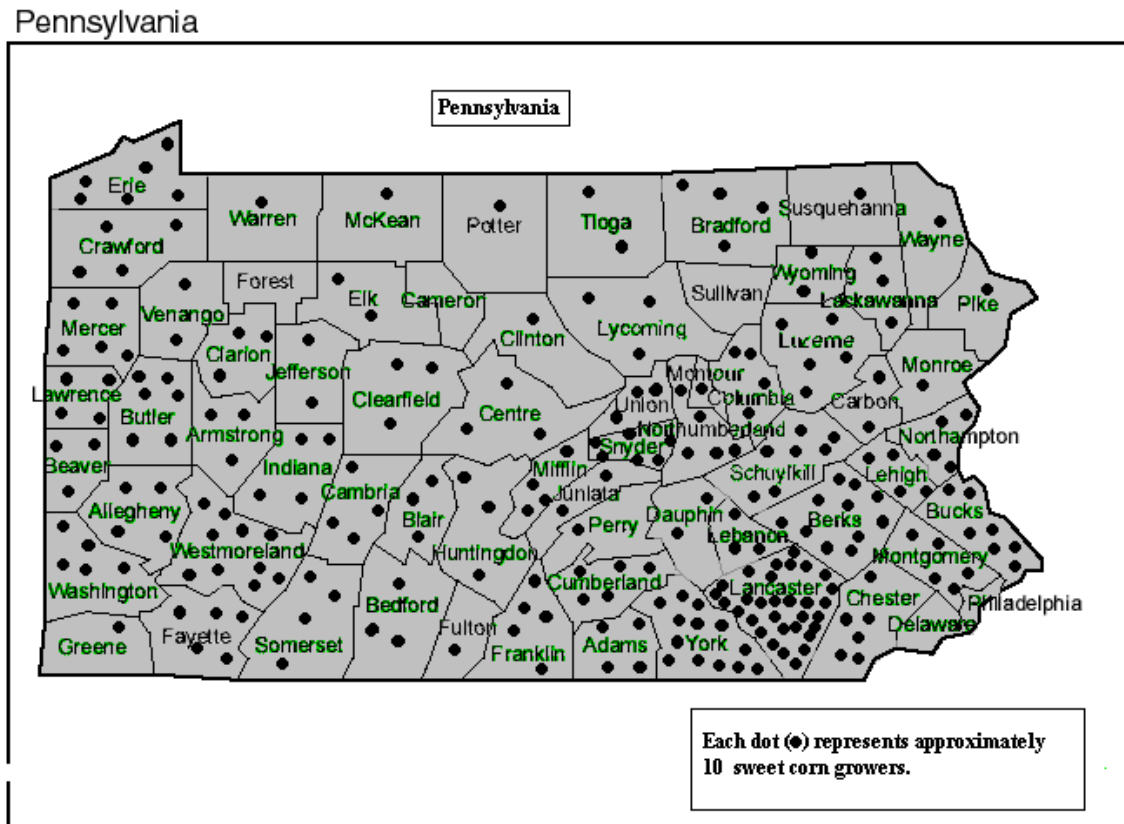 Pennsylvania
Pennsylvania
Erie
Warren
McKean
Potter
Tioga
Bradford
Susquehanna
Wayne
Crawford
Wyoming
Forest
Elk
Cameron
Sullivan
Lackawanna
Pike
Mercer
Venango
Clinton
Lycoming
Luzerne
Clarion
Jefferson
Monroe
Montour
Lawrence
Butler
Clearfield
Centre
Union
Columbia
Carbon
Armstrong
Northumberland
Northampton
Snyder
Beaver
Indiana
Mifflin
Schuylkill
Lehigh
Cambria
Juniata
Allegheny
Blair
Perry
Dauphin
Lebanon
Berks
Bucks
Westmoreland
Huntingdon
Montgomery
Washington
Cumberland
Lancaster
Chester
Philadelphia
Bedford
Fulton
Delaware
Greene
Fayette
Somerset
Franklin
Adams
York
Each dot (●) represents approximately
10 sweet corn growers.